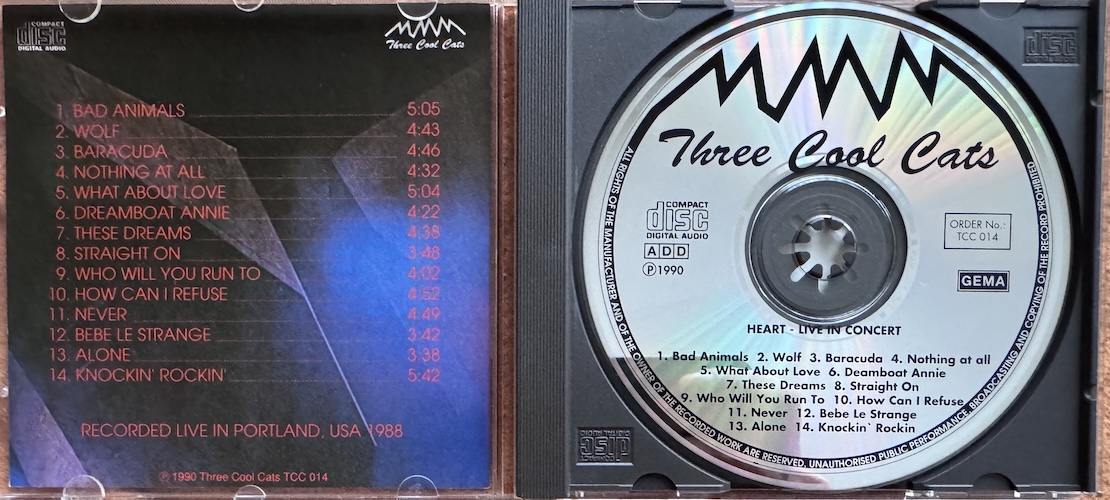 COMPACT
disc
DIGITAL AUDIO
Three Cool Cats
1. BAD ANIMALS 5:05
2. WOLF 4:43
3. BARACUDA 4:46
4. NOTHING AT ALL 4:32
5. WHAT ABOUT LOVE 5:04
6. DREAMBOAT ANNIE 4:22
7. THESE DREAMS 4:38
8. STRAIGHT ON 3:48
9. WHO WILL YOU RUN TO 4:02
10. HOW CAN I REFUSE 4:52
11. NEVER 4:49
12. BEBE LE STRANGE 3:42
13. ALONE 3:38
14. KNOCKIN' ROCKIN' 5:42
RECORDED LIVE IN PORTLAND, USA 1988
℗ 1990 Three Cool Cats TCC 014
Three Cool Cats
COMPACT
disc
DIGITAL AUDIO
ADD
℗ 1990
ORDER No.:
TCC 014
GEMA
HEART - LIVE IN CONCERT
1. Bad Animals 2. Wolf 3. Baracuda 4. Nothing at all
5. What About Love 6. Deamboat Annie
7. These Dreams 8. Straight On
9. Who Will You Run To 10. How Can I Refuse
11. Never 12. Bebe Le Strange
13. Alone 14. Knockin` Rockin
ALL RIGHTS OF THE MANUFACTURER AND OF THE OWNER OF THE RECORDED WORK ARE RESERVED. UNAUTHORISED PUBLIC PERFORMANCE, BROADCASTING AND COPYING OF THE RECORD PROHIBITED
disc
disc